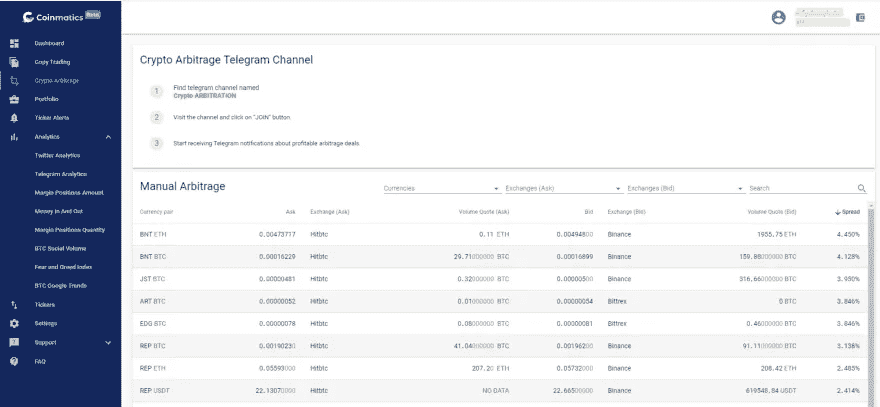 Coinmatics Beta
Dashboard
Copy Trading
Crypto Arbitrage
Portfolio
Ticker Alerts
Analytics
Twitter Analytics
Telegram Analytics
Margin Positions Amount
Money In And Out
Margin Positions Quantity
BTC Social Volume
Fear and Greed Index
BTC Google Trends
Tickers
Settings
Support
FAQ
Crypto Arbitrage Telegram Channel
1 Find telegram channel named
Crypto ARBITRATION
2 Visit the channel and click on "JOIN" button.
3 Start receiving Telegram notifications about profitable arbitrage deals.
Manual Arbitrage Currencies Exchanges (Ask) Exchanges (Bid) Search
Currency pair Ask Exchange (Ask) Volume Quote (Ask) Bid Exchange (Bid) Volume Quote (Bid) Spread
BNT ETH 0.00473717 Hitbtc 0.11 ETH 0.00494800 Binance 1955.75 ETH 4.450%
BNT BTC 0.00016229 Hitbtc 29.71000000 BTC 0.00016899 Binance 159.88000000 BTC 4.128%
JST BTC 0.00000481 Hitbtc 0.32000000 BTC 0.00000500 Binance 316.66000000 BTC 3.950%
ART BTC 0.00000052 Hitbtc 0.01000000 BTC 0.00000054 Bittrex 0 BTC 3.846%
EDG BTC 0.00000078 Hitbtc 0.05000000 BTC 0.00000081 Bittrex 0.46000000 BTC 3.846%
REP BTC 0.00190230 Hitbtc 41.04000000 BTC 0.00196200 Binance 91.11000000 BTC 3.138%
REP ETH 0.05593000 Hitbtc 207.20 ETH 0.05732000 Binance 208.42 ETH 2.485%
REP USDT 22.13070000 Hitbtc NO DATA 22.66500000 Binance 619548.84 USDT 2.414%